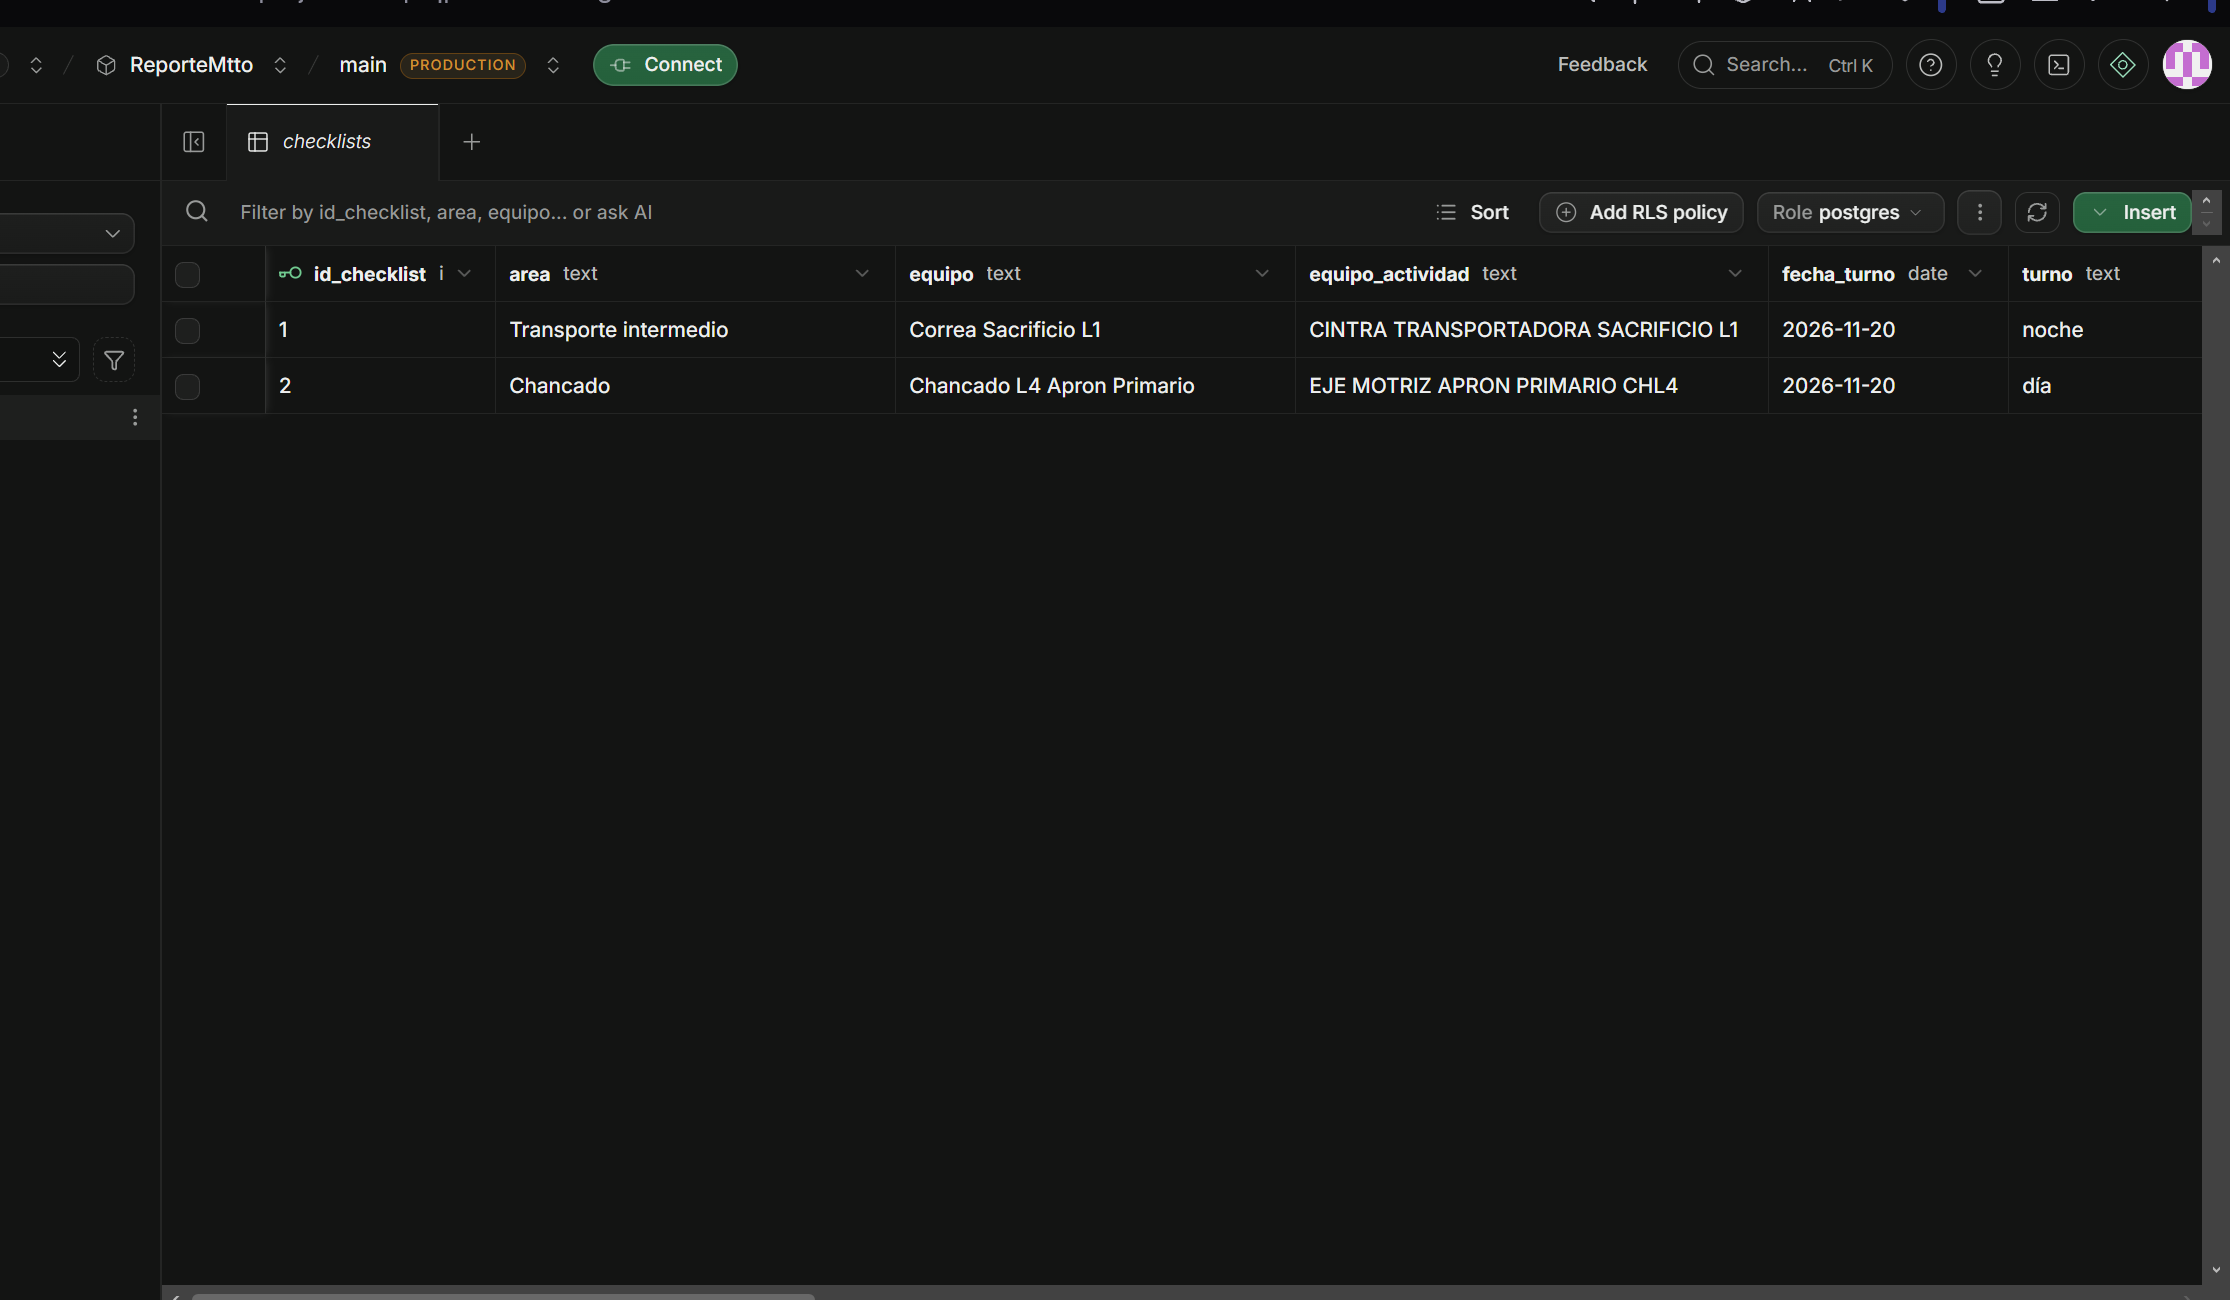 ReporteMtto
main PRODUCTION
Connect
Feedback
Search... Ctrl K
checklists
Filter by id_checklist, area, equipo... or ask AI
Sort
Add RLS policy
Role postgres
Insert
id_checklist i area text equipo text equipo_actividad text fecha_turno date turno text
1 Transporte intermedio Correa Sacrificio L1 CINTRA TRANSPORTADORA SACRIFICIO L1 2026-11-20 noche
2 Chancado Chancado L4 Apron Primario EJE MOTRIZ APRON PRIMARIO CHL4 2026-11-20 día